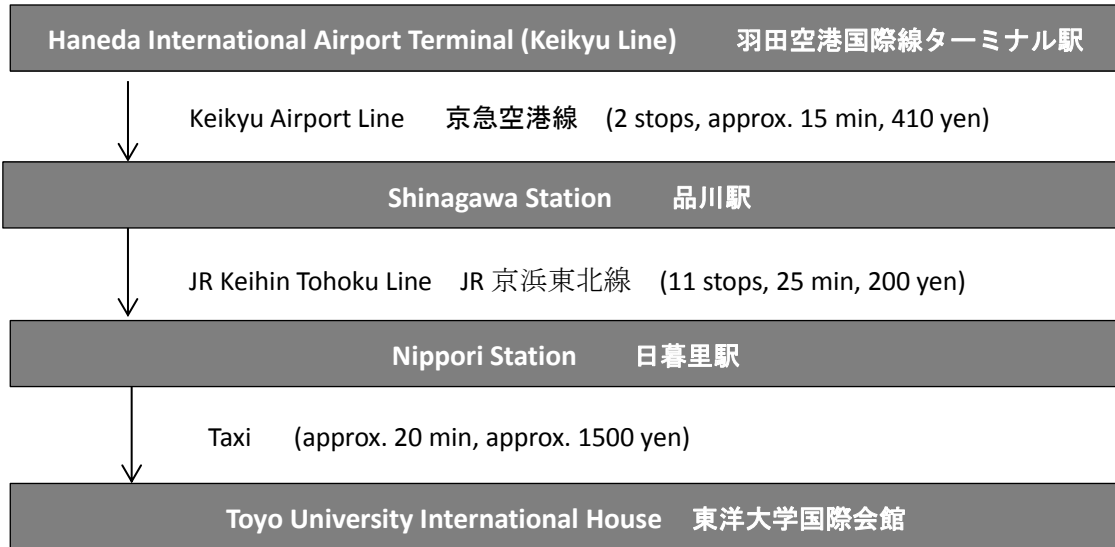 Haneda International Airport Terminal (Keikyu Line) 羽田空港国際線ターミナル駅
Keikyu Airport Line 京急空港線 (2 stops, approx. 15 min, 410 yen)
Shinagawa Station 品川駅
JR Keihin Tohoku Line JR 京浜東北線 (11 stops, 25 min, 200 yen)
Nippori Station 日暮里駅
Taxi (approx. 20 min, approx. 1500 yen)
Toyo University International House 東洋大学国際会館